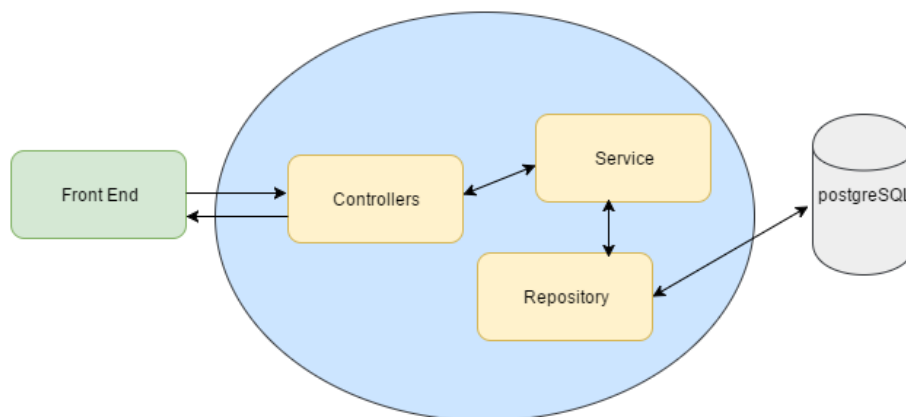 Front End
Controllers
Service
Repository
postgreSQL